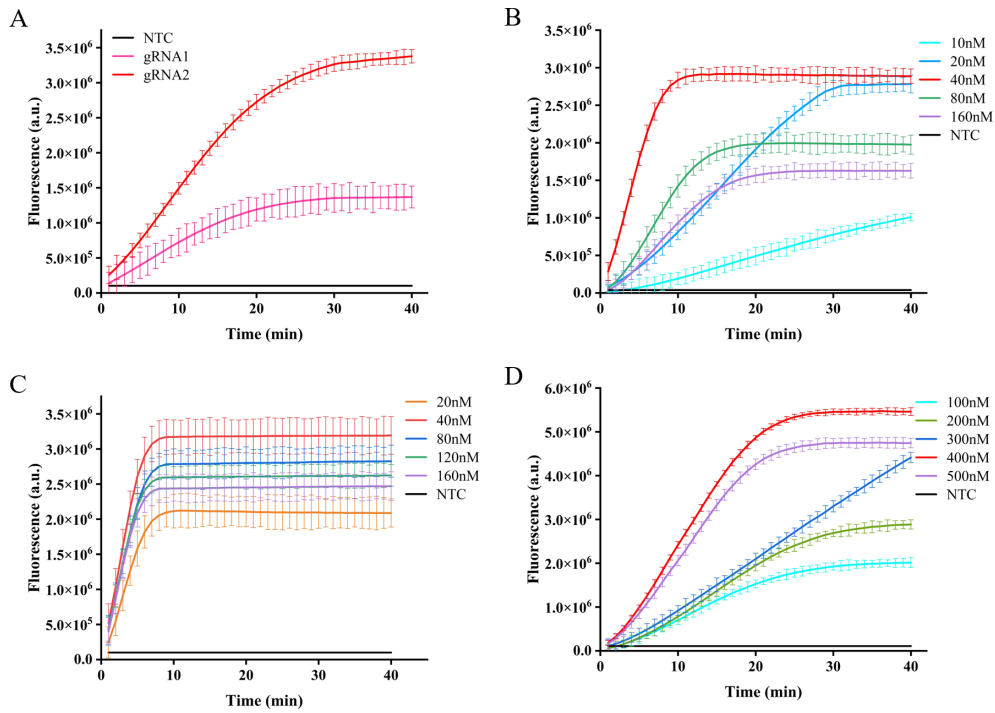 A
NTC
gRNA1
gRNA2
3.5×10⁶
3.0×10⁶
2.5×10⁶
2.0×10⁶
1.5×10⁶
1.0×10⁶
5.0×10⁵
0.0
Fluorescence (a.u.)
0 10 20 30 40
Time (min)
B
10nM
20nM
40nM
80nM
160nM
NTC
3.5×10⁶
3.0×10⁶
2.5×10⁶
2.0×10⁶
1.5×10⁶
1.0×10⁶
5.0×10⁵
0.0
Fluorescence (a.u.)
0 10 20 30 40
Time (min)
C
20nM
40nM
80nM
120nM
160nM
NTC
3.5×10⁶
3.0×10⁶
2.5×10⁶
2.0×10⁶
1.5×10⁶
1.0×10⁶
5.0×10⁵
0.0
Fluorescence (a.u.)
0 10 20 30 40
Time (min)
D
100nM
200nM
300nM
400nM
500nM
NTC
6.0×10⁶
5.0×10⁶
4.0×10⁶
3.0×10⁶
2.0×10⁶
1.0×10⁶
0.0
Fluorescence (a.u.)
0 10 20 30 40
Time (min)